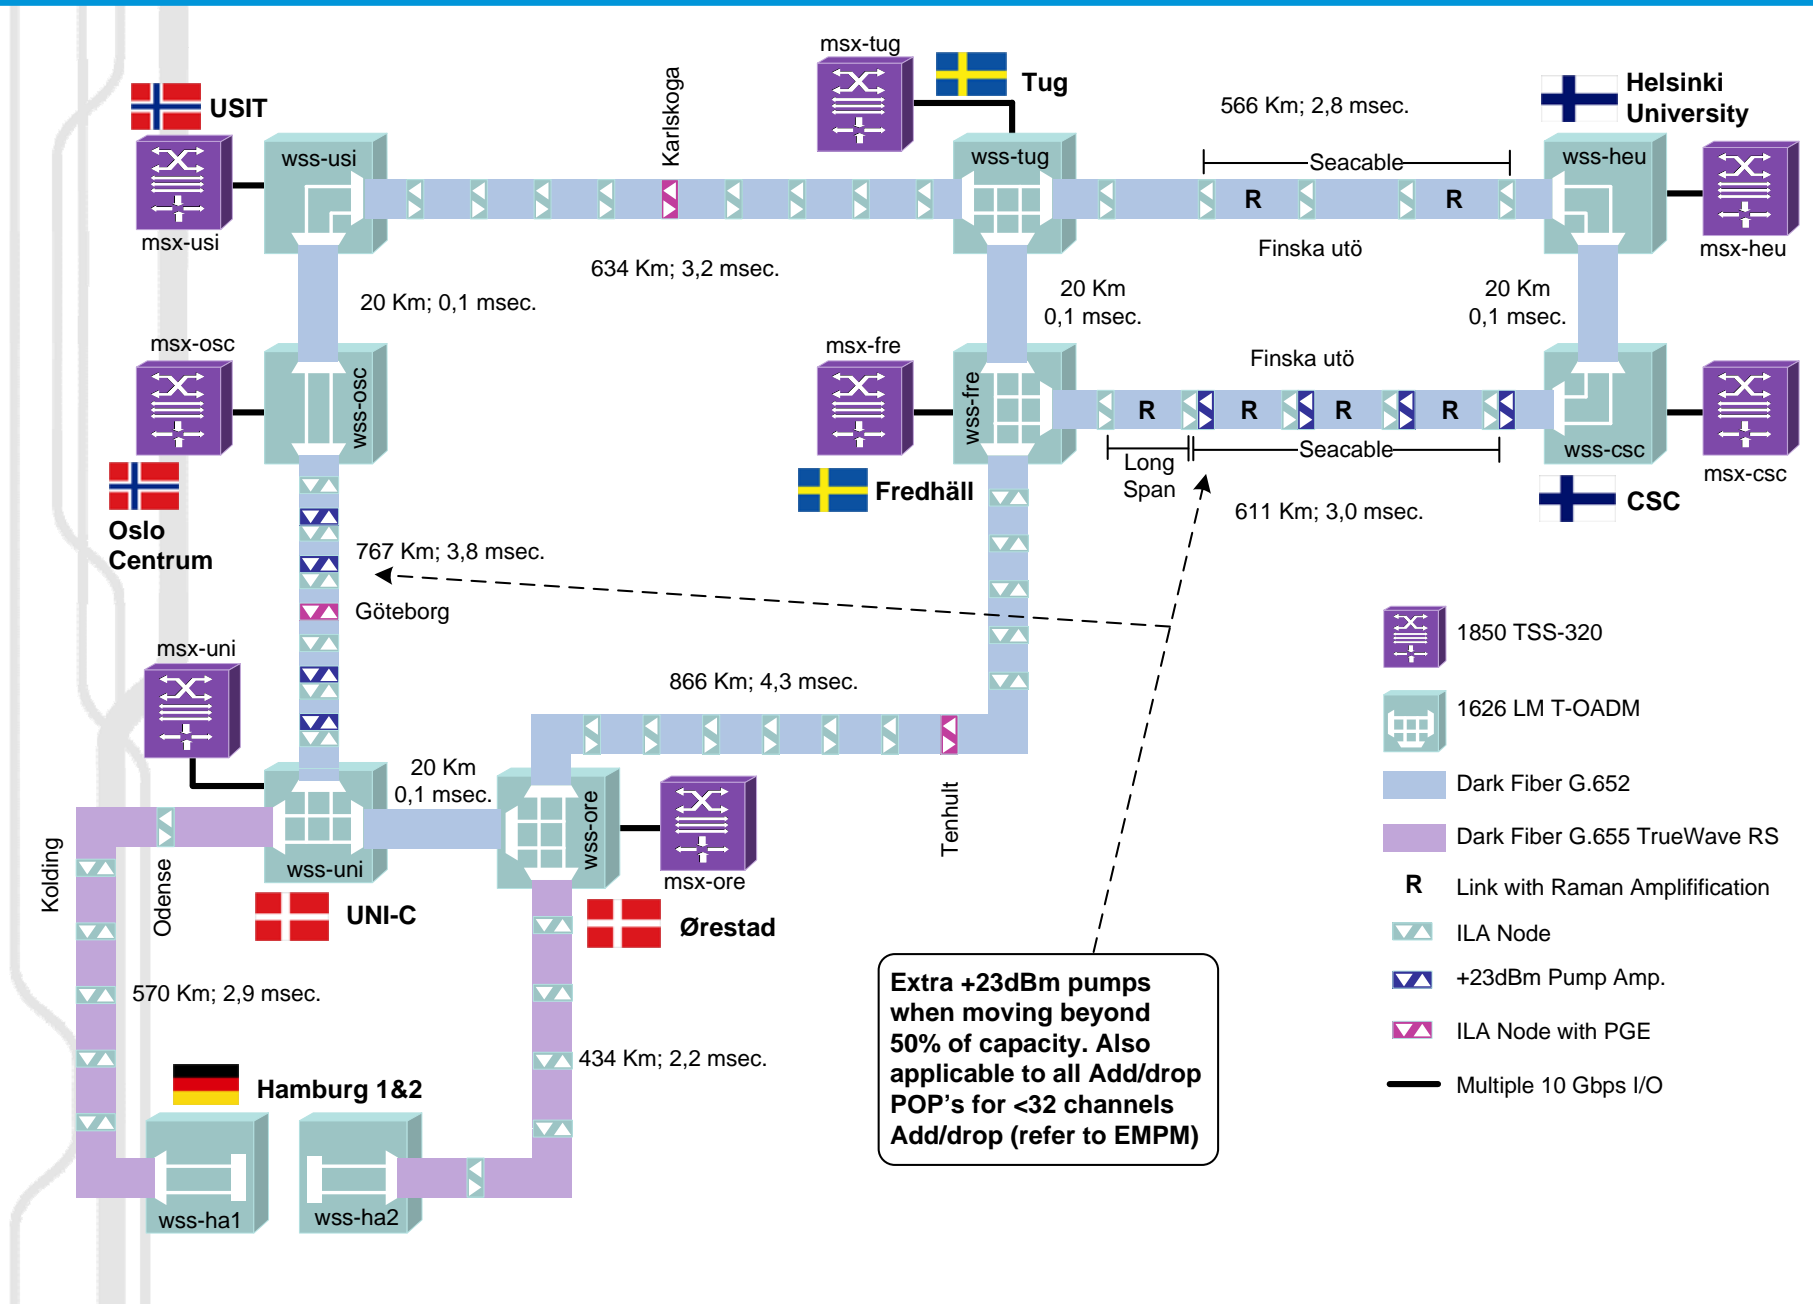 msx-tug
Tug
Karlskoga
USIT
Helsinki
University
566 Km; 2,8 msec.
wss-usi
wss-tug
Seacable
wss-heu
R
R
msx-usi
msx-heu
Finska utö
634 Km; 3,2 msec.
20 Km; 0,1 msec.
20 Km
0,1 msec.
20 Km
0,1 msec.
msx-osc
msx-fre
Finska utö
wss-osc
wss-fre
R
R
R
R
wss-csc
msx-csc
Long
Span
Seacable
Fredhäll
611 Km; 3,0 msec.
CSC
Oslo
Centrum
767 Km; 3,8 msec.
Göteborg
msx-uni
866 Km; 4,3 msec.
1850 TSS-320
1626 LM T-OADM
20 Km
0,1 msec.
Dark Fiber G.652
Tenhult
Kolding
Odense
wss-uni
wss-ore
msx-ore
Dark Fiber G.655 TrueWave RS
R
Link with Raman Amplifification
UNI-C
Ørestad
ILA Node
+23dBm Pump Amp.
ILA Node with PGE
Multiple 10 Gbps I/O
Extra +23dBm pumps
when moving beyond
50% of capacity. Also
applicable to all Add/drop
POP's for <32 channels
Add/drop (refer to EMPM)
570 Km; 2,9 msec.
434 Km; 2,2 msec.
Hamburg 1&2
wss-ha1
wss-ha2